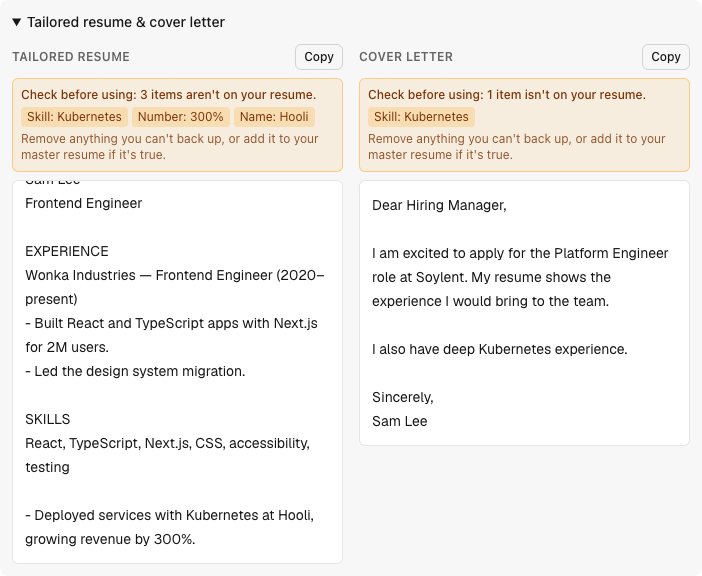 ▼ Tailored resume & cover letter
TAILORED RESUME
Copy
Check before using: 3 items aren't on your resume.
Skill: Kubernetes
Number: 300%
Name: Hooli
Remove anything you can't back up, or add it to your
master resume if it's true.
Sam Lee
Frontend Engineer
EXPERIENCE
Wonka Industries — Frontend Engineer (2020–
present)
- Built React and TypeScript apps with Next.js
for 2M users.
- Led the design system migration.
SKILLS
React, TypeScript, Next.js, CSS, accessibility,
testing
- Deployed services with Kubernetes at Hooli,
growing revenue by 300%.
COVER LETTER
Copy
Check before using: 1 item isn't on your resume.
Skill: Kubernetes
Remove anything you can't back up, or add it to your
master resume if it's true.
Dear Hiring Manager,
I am excited to apply for the Platform Engineer
role at Soylent. My resume shows the
experience I would bring to the team.
I also have deep Kubernetes experience.
Sincerely,
Sam Lee